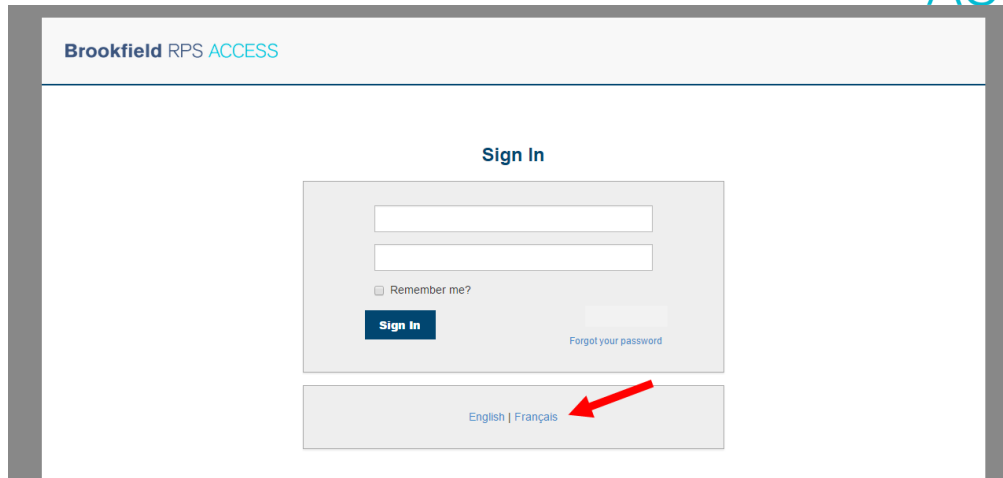 Brookfield RPS ACCESS
Sign In
Remember me?
Sign In
Forgot your password
English | Français